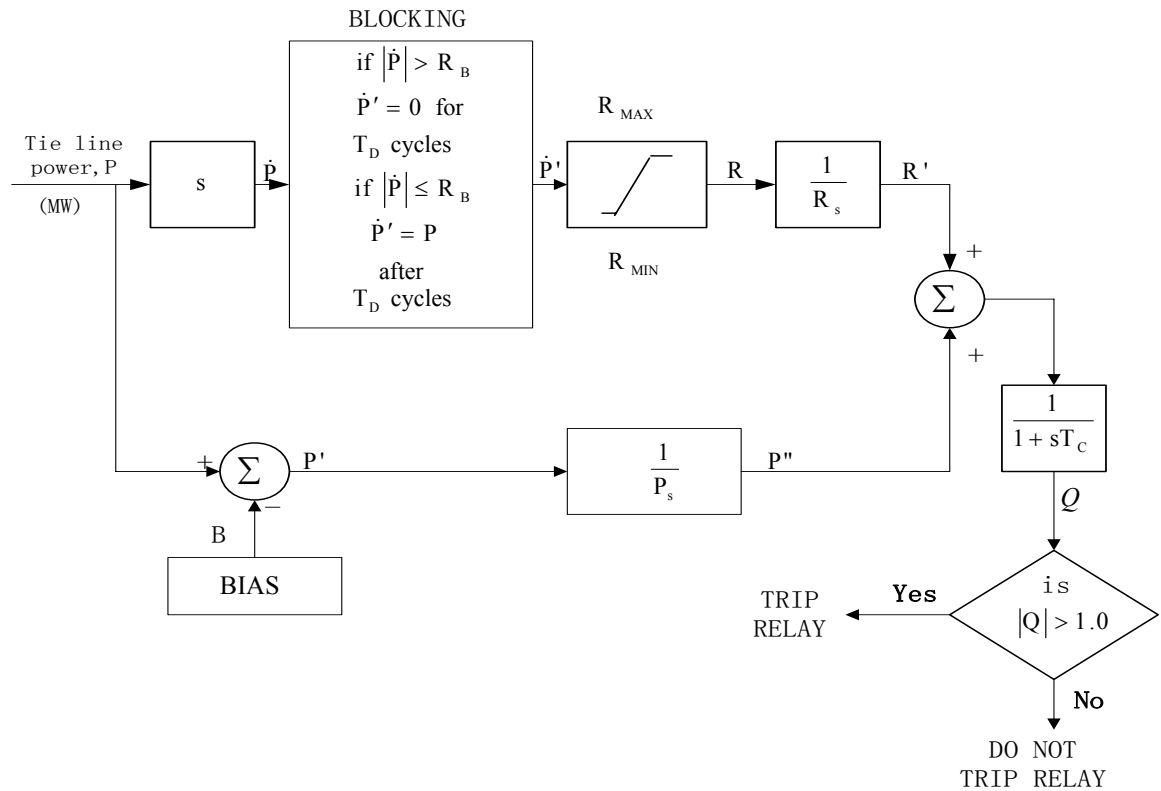 BLOCKING
if |Ṗ| > R_B
Ṗ′ = 0 for
T_D cycles
if |Ṗ| ≤ R_B
Ṗ′ = P
after
T_D cycles
Tie line
power,P
(MW)
s
Ṗ
Ṗ'
R_MAX
R_MIN
R
1
R_s
R'
+
Σ
+
1
1 + sT_C
Q
+
Σ
−
P'
B
BIAS
1
P_s
P"
is
|Q| > 1.0
Yes
TRIP
RELAY
No
DO NOT
TRIP RELAY